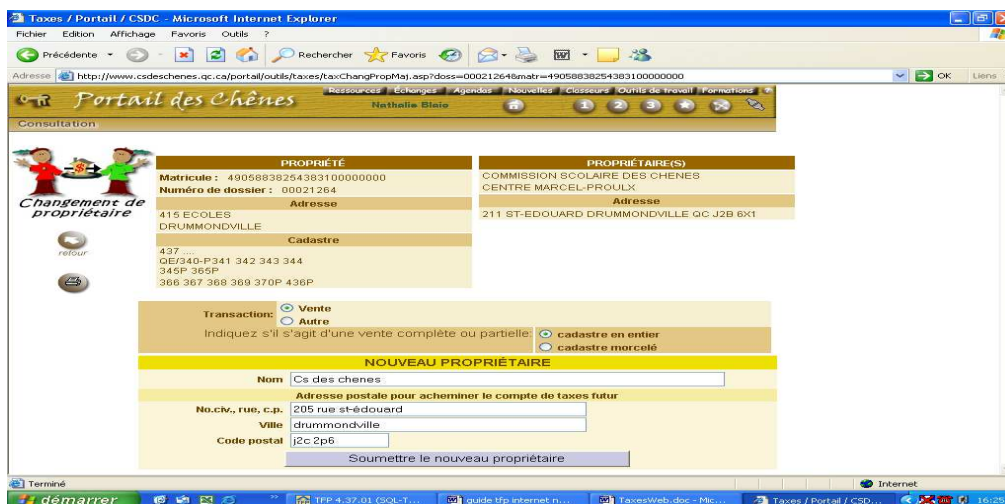 Taxes / Portail / CSDC - Microsoft Internet Explorer
Fichier Edition Affichage Favoris Outils ?
Précédente Rechercher Favoris
Adresse http://www.csdeschenes.qc.ca/portail/outils/taxes/taxChangPropMaj.asp?doss=00021264&matr=49058838254383100000000 OK Liens
Portail des Chênes
Ressources Échanges Agendas Nouvelles Classeurs Outils de travail Formations ?
Nathalie Blais
1 2 3
Consultation
Changement de
propriétaire
retour
PROPRIÉTÉ
Matricule : 49058838254383100000000
Numéro de dossier : 00021264
Adresse
415 ECOLES
DRUMMONDVILLE
Cadastre
437 ....
QE/340-P341 342 343 344
345P 365P
366 367 368 369 370P 436P
PROPRIÉTAIRE(S)
COMMISSION SCOLAIRE DES CHENES
CENTRE MARCEL-PROULX
Adresse
211 ST-EDOUARD DRUMMONDVILLE QC J2B 6X1
Transaction: Vente
Autre
Indiquez s'il s'agit d'une vente complète ou partielle: cadastre en entier
cadastre morcelé
NOUVEAU PROPRIÉTAIRE
Nom Cs des chenes
Adresse postale pour acheminer le compte de taxes futur
No.civ., rue, c.p. 205 rue st-édouard
Ville drummondville
Code postal j2c 2p6
Soumettre le nouveau propriétaire
Terminé Internet
démarrer TFP 4.37.01 (SQL-T... guide tfp internet n... TaxesWeb.doc - Mic... Taxes / Portail / CSD... 16:25